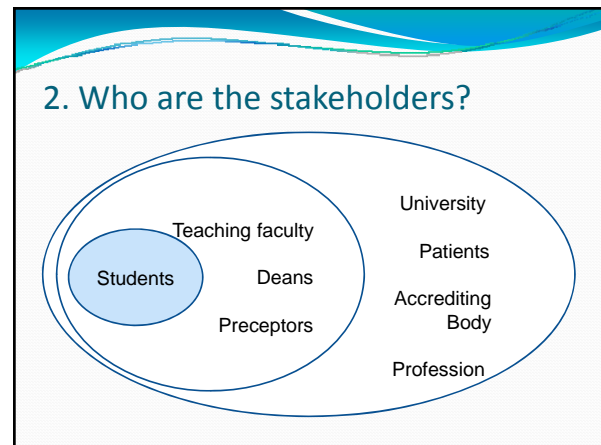 2. Who are the stakeholders?
Students
Teaching faculty
Deans
Preceptors
University
Patients
Accrediting
Body
Profession